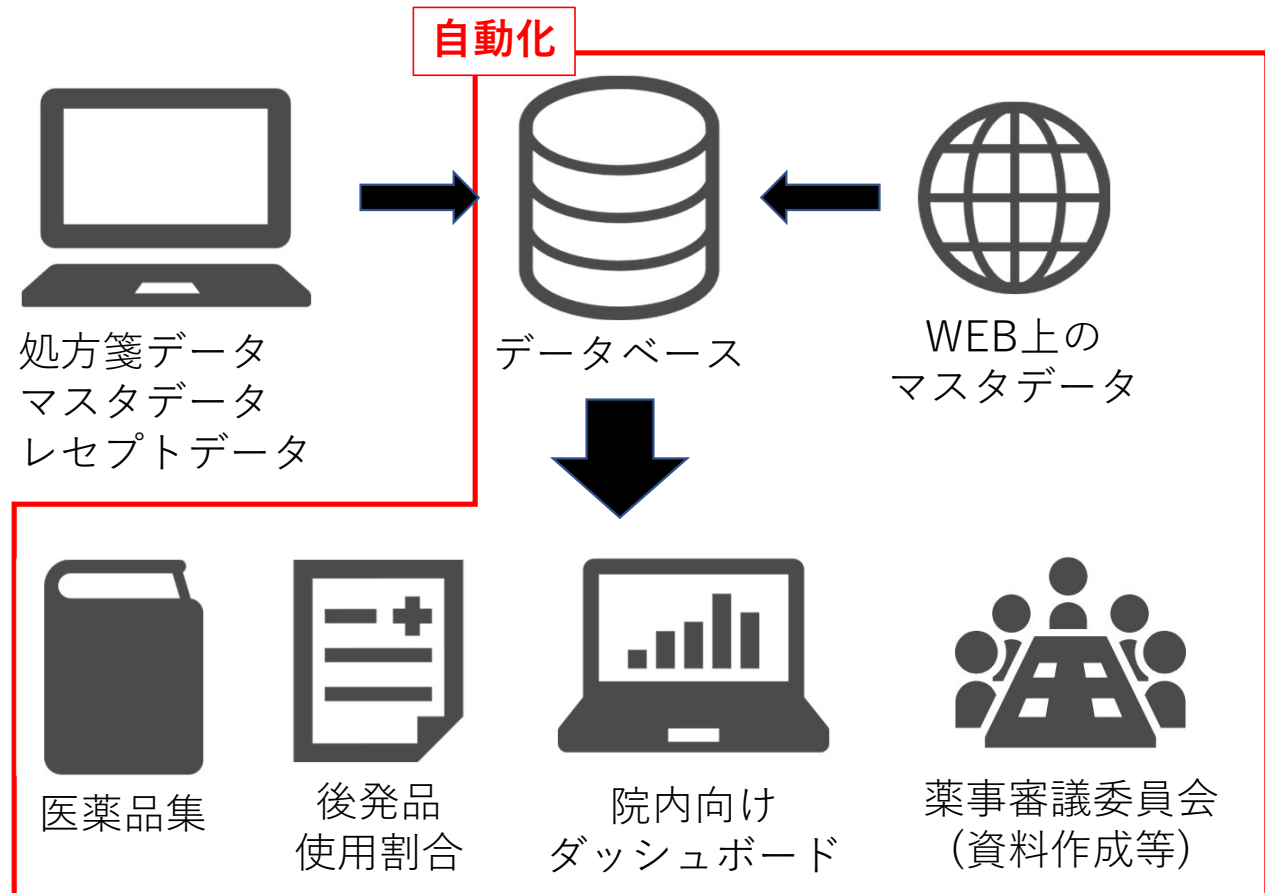 自動化
処方箋データ
マスタデータ
レセプトデータ
データベース
WEB上の
マスタデータ
医薬品集
後発品
使用割合
院内向け
ダッシュボード
薬事審議委員会
(資料作成等)